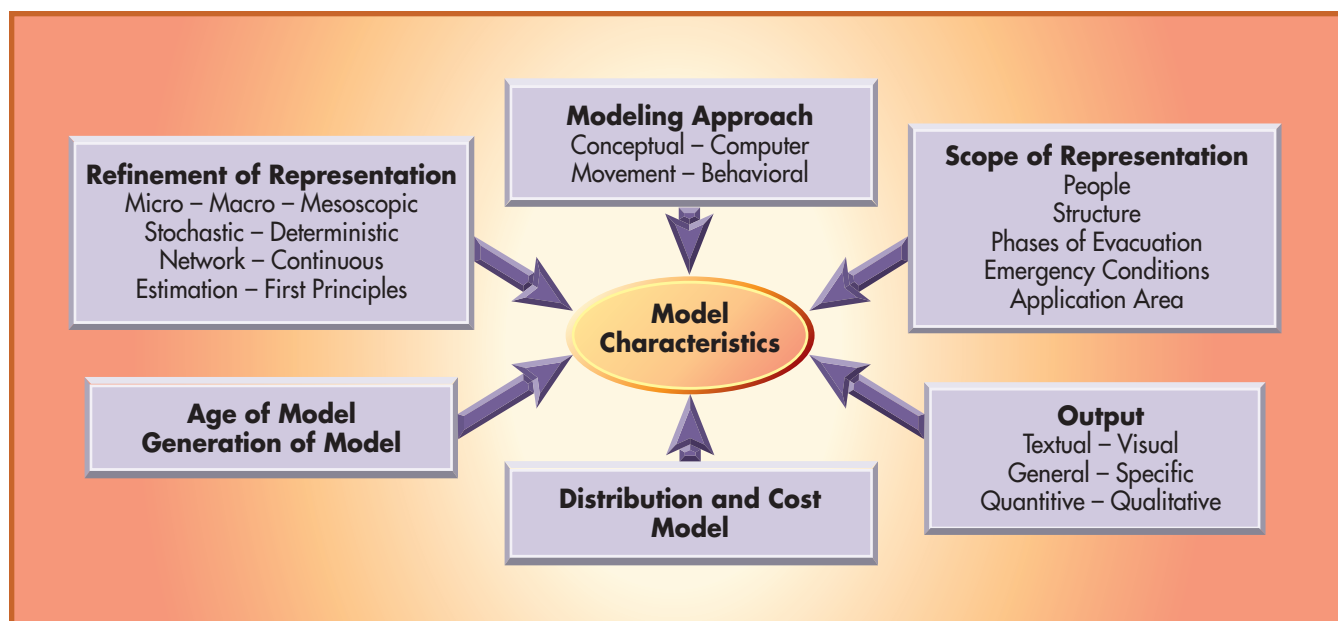 Modeling Approach
Conceptual – Computer
Movement – Behavioral
Refinement of Representation
Micro – Macro – Mesoscopic
Stochastic – Deterministic
Network – Continuous
Estimation – First Principles
Scope of Representation
People
Structure
Phases of Evacuation
Emergency Conditions
Application Area
Model
Characteristics
Age of Model
Generation of Model
Distribution and Cost
Model
Output
Textual – Visual
General – Specific
Quantitive – Qualitative